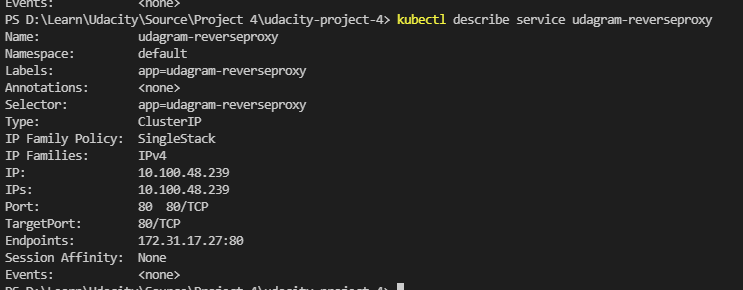 Events:            <none>
PS D:\Learn\Udacity\Source\Project 4\udacity-project-4> kubectl describe service udagram-reverseproxy
Name:              udagram-reverseproxy
Namespace:         default
Labels:            app=udagram-reverseproxy
Annotations:       <none>
Selector:          app=udagram-reverseproxy
Type:              ClusterIP
IP Family Policy:  SingleStack
IP Families:       IPv4
IP:                10.100.48.239
IPs:               10.100.48.239
Port:              80  80/TCP
TargetPort:        80/TCP
Endpoints:         172.31.17.27:80
Session Affinity:  None
Events:            <none>
PS D:\Learn\Udacity\Source\Project 4\udacity-project-4>